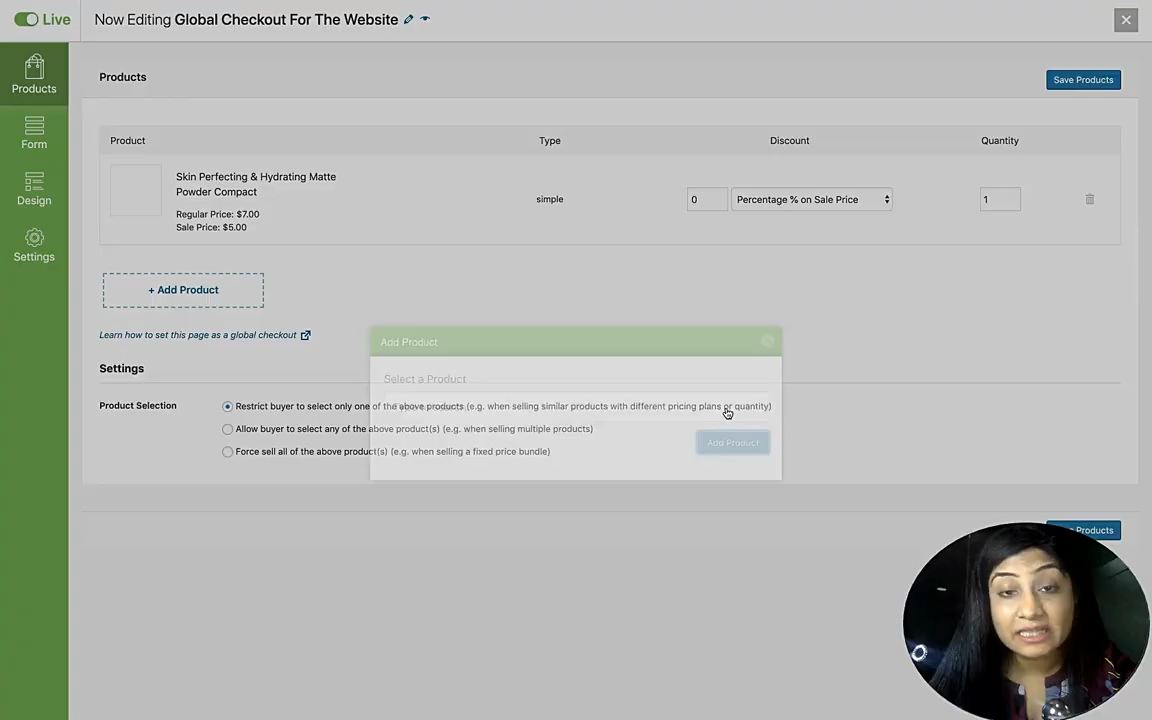 Live
Now Editing Global Checkout For The Website
Products
Form
Design
Settings
Products
Save Products
Product
Type
Discount
Quantity
Skin Perfecting & Hydrating Matte
Powder Compact
Regular Price: $7.00
Sale Price: $5.00
simple
0
Percentage % on Sale Price
1
+ Add Product
Learn how to set this page as a global checkout
Add Product
Select a Product
Settings
Product Selection
Restrict buyer to select only one of the above products (e.g. when selling similar products with different pricing plans or quantity)
Allow buyer to select any of the above product(s) (e.g. when selling multiple products)
Add Product
Force sell all of the above product(s) (e.g. when selling a fixed price bundle)
Products